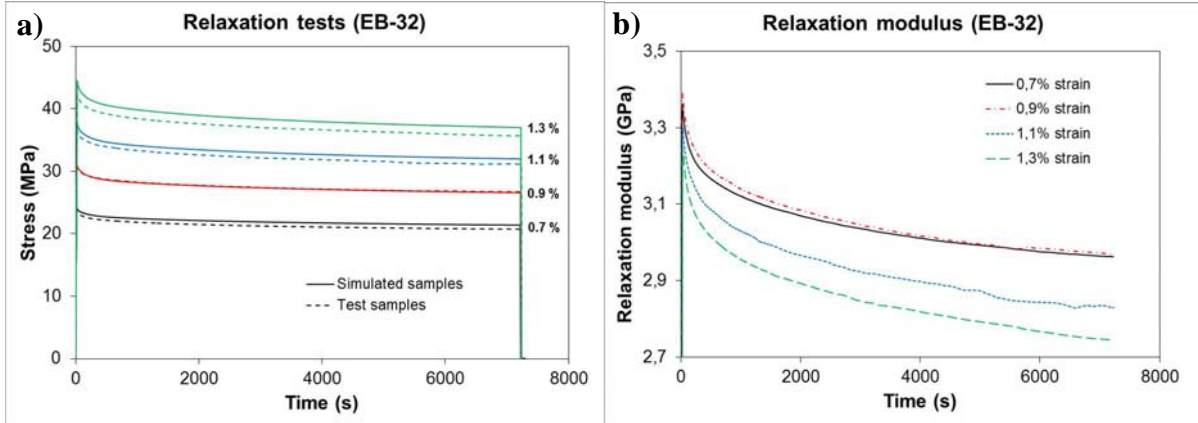 a)
Relaxation tests (EB-32)
50
40
30
20
10
0
Stress (MPa)
1.3 %
1.1 %
0.9 %
0.7 %
Simulated samples
Test samples
0 2000 4000 6000 8000
Time (s)
b)
Relaxation modulus (EB-32)
3,5
3,3
3,1
2,9
2,7
Relaxation modulus (GPa)
0,7% strain
0,9% strain
1,1% strain
1,3% strain
0 2000 4000 6000 8000
Time (s)